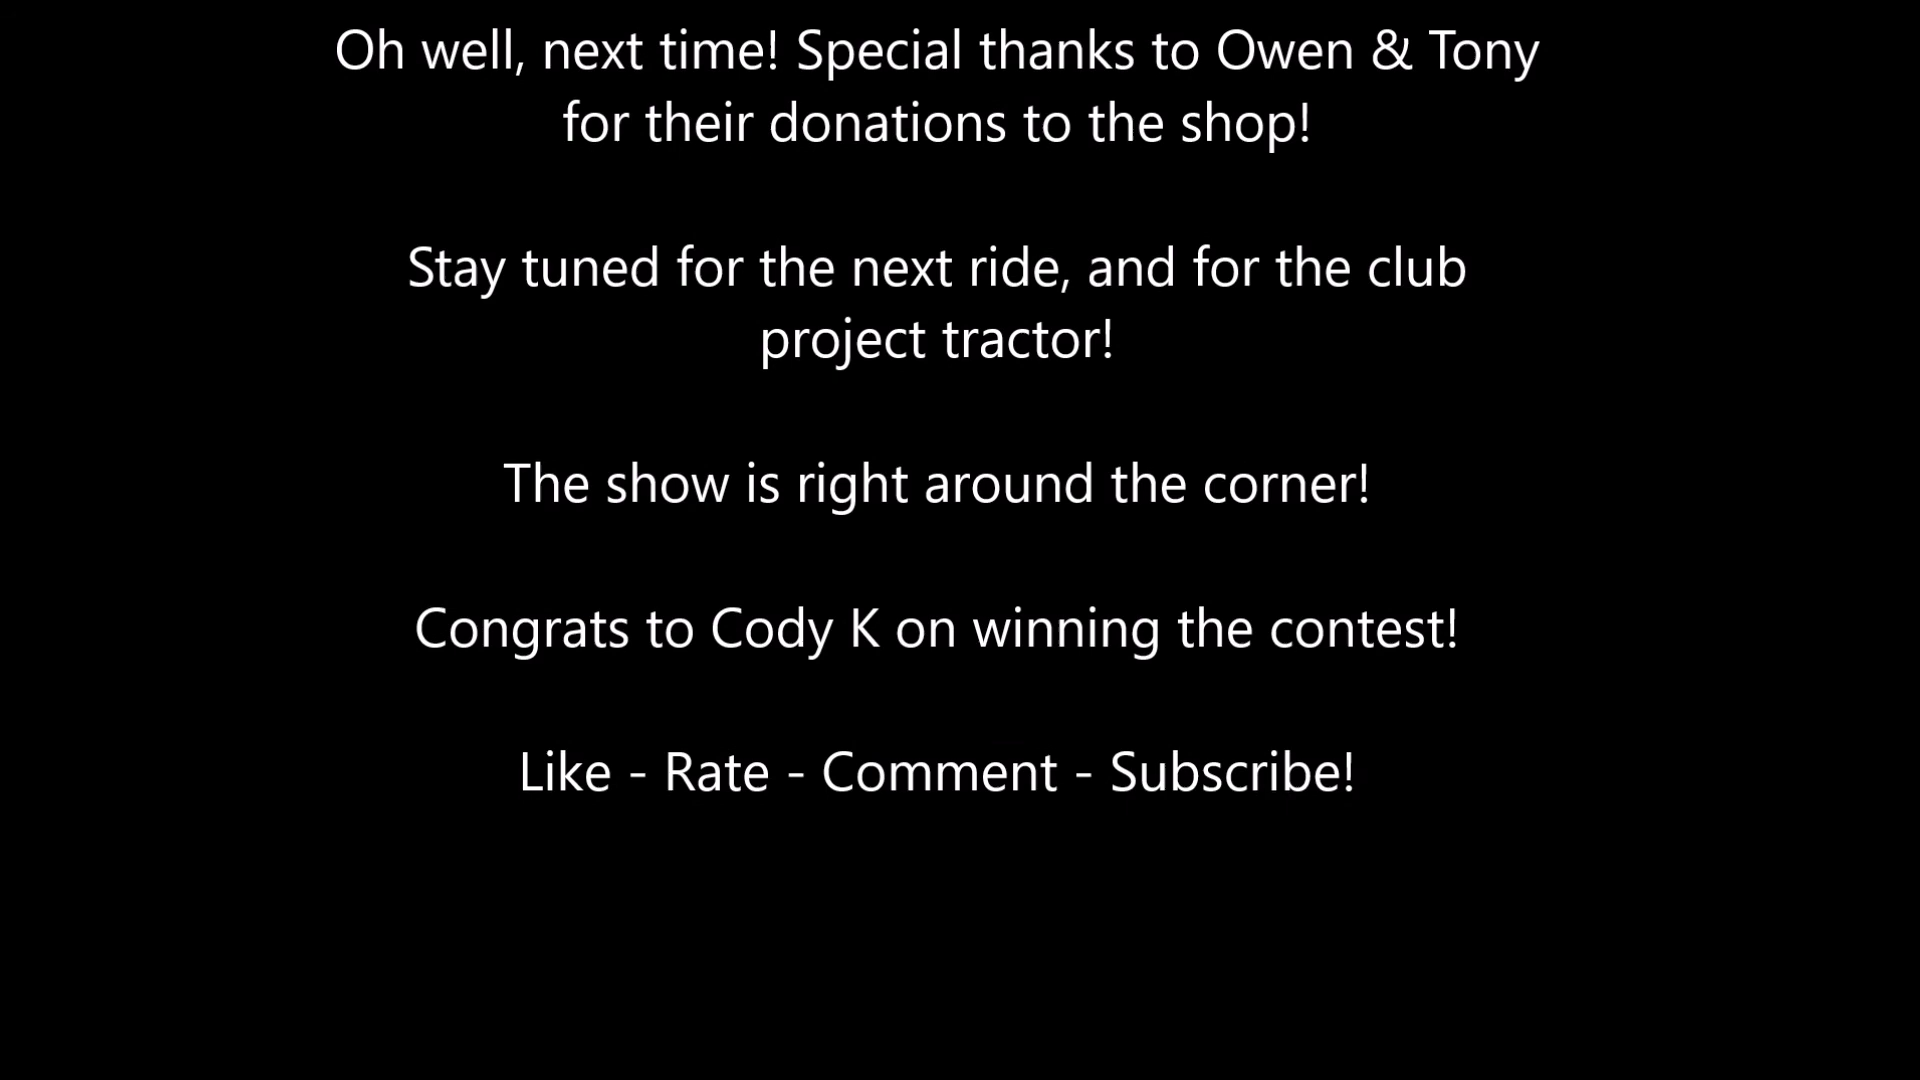 Oh well, next time! Special thanks to Owen & Tony
for their donations to the shop!
Stay tuned for the next ride, and for the club
project tractor!
The show is right around the corner!
Congrats to Cody K on winning the contest!
Like - Rate - Comment - Subscribe!